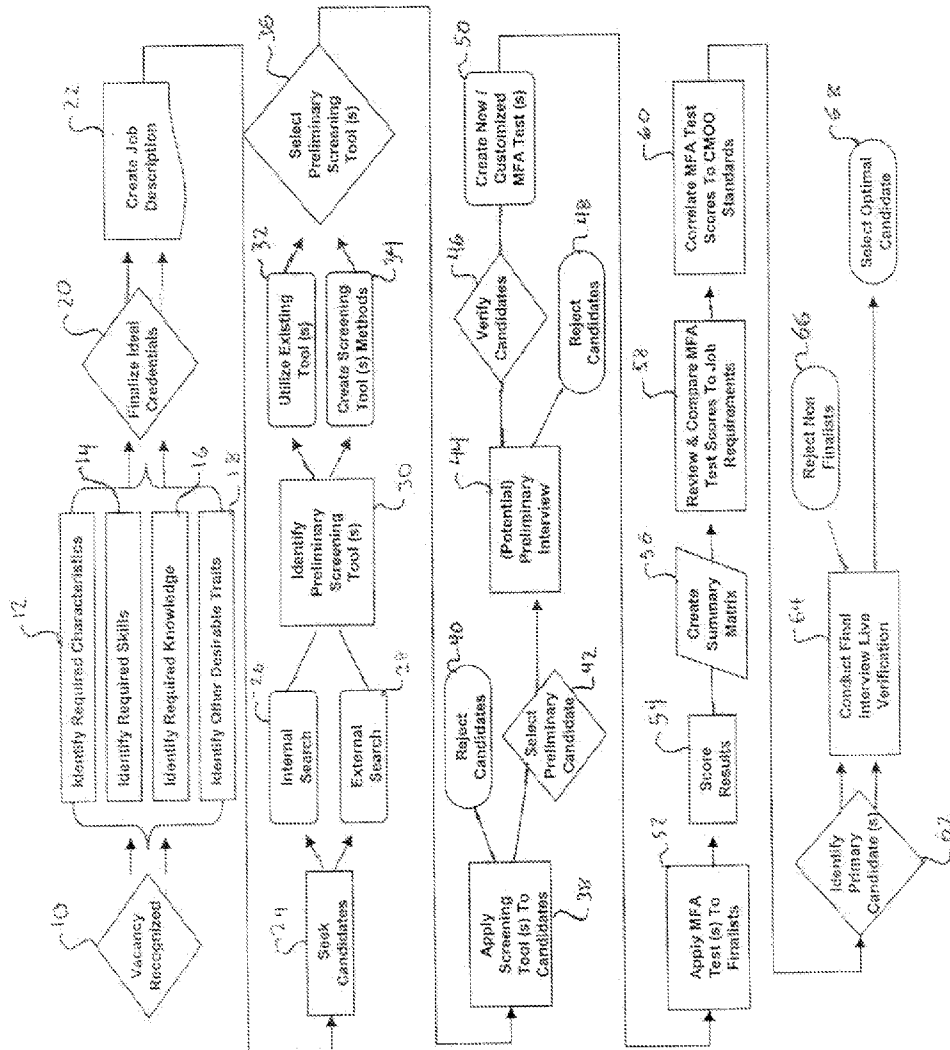 10
Vacancy
Recognized
12
Identify Required Characteristics
14
Identify Required Skills
16
Identify Required Knowledge
18
Identify Other Desirable Traits
20
Finalize Ideal
Credentials
22
Create Job
Description
24
Seek
Candidates
26
Internal
Search
28
External
Search
30
Identify
Preliminary
Screening
Tool (s)
32
Utilize Existing
Tool (s)
34
Create Screening
Tool (s) Methods
36
Select
Preliminary
Screening
Tool (s)
38
Apply
Screening
Tool (s) To
Candidates
40
Reject
Candidates
42
Select
Preliminary
Candidate
44
(Potential)
Preliminary
Interview
46
Verify
Candidates
48
Reject
Candidates
50
Create New /
Customized
MFA Test (s)
52
Apply MFA
Test (s) To
Finalists
54
Score
Results
56
Create
Summary
Matrix
58
Review & Compare MFA
Test Scores To Job
Requirements
60
Correlate MFA Test
Scores To CMOO
Standards
62
Identify
Primary
Candidate (s)
64
Conduct Final
Interview Live
Verification
66
Reject Non
Finalists
68
Select Optimal
Candidate